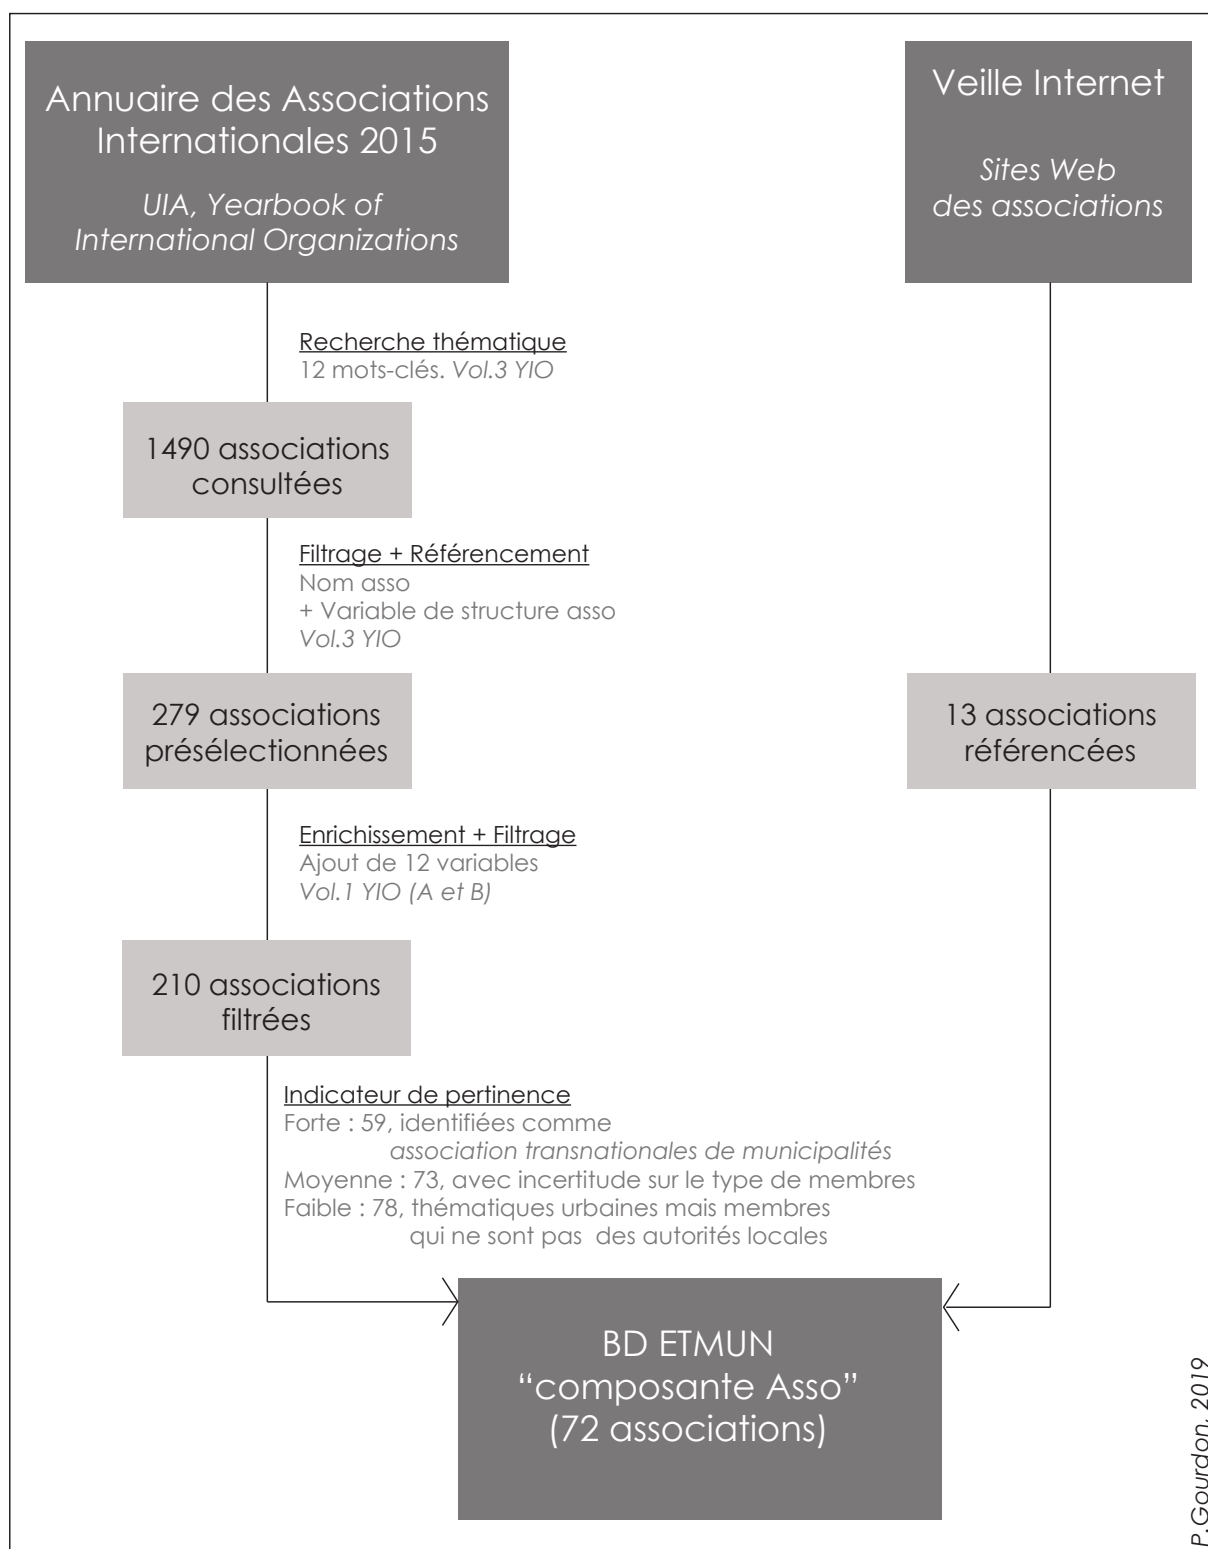 Annuaire des Associations
Internationales 2015
UIA, Yearbook of
International Organizations
Veille Internet
Sites Web
des associations
Recherche thématique
12 mots-clés. Vol.3 YIO
1490 associations
consultées
Filtrage + Référencement
Nom asso
+ Variable de structure asso
Vol.3 YIO
279 associations
présélectionnées
13 associations
référencées
Enrichissement + Filtrage
Ajout de 12 variables
Vol.1 YIO (A et B)
210 associations
filtrées
Indicateur de pertinence
Forte : 59, identifiées comme
association transnationales de municipalités
Moyenne : 73, avec incertitude sur le type de membres
Faible : 78, thématiques urbaines mais membres
qui ne sont pas des autorités locales
BD ETMUN
“composante Asso”
(72 associations)
P.Gourdon, 2019